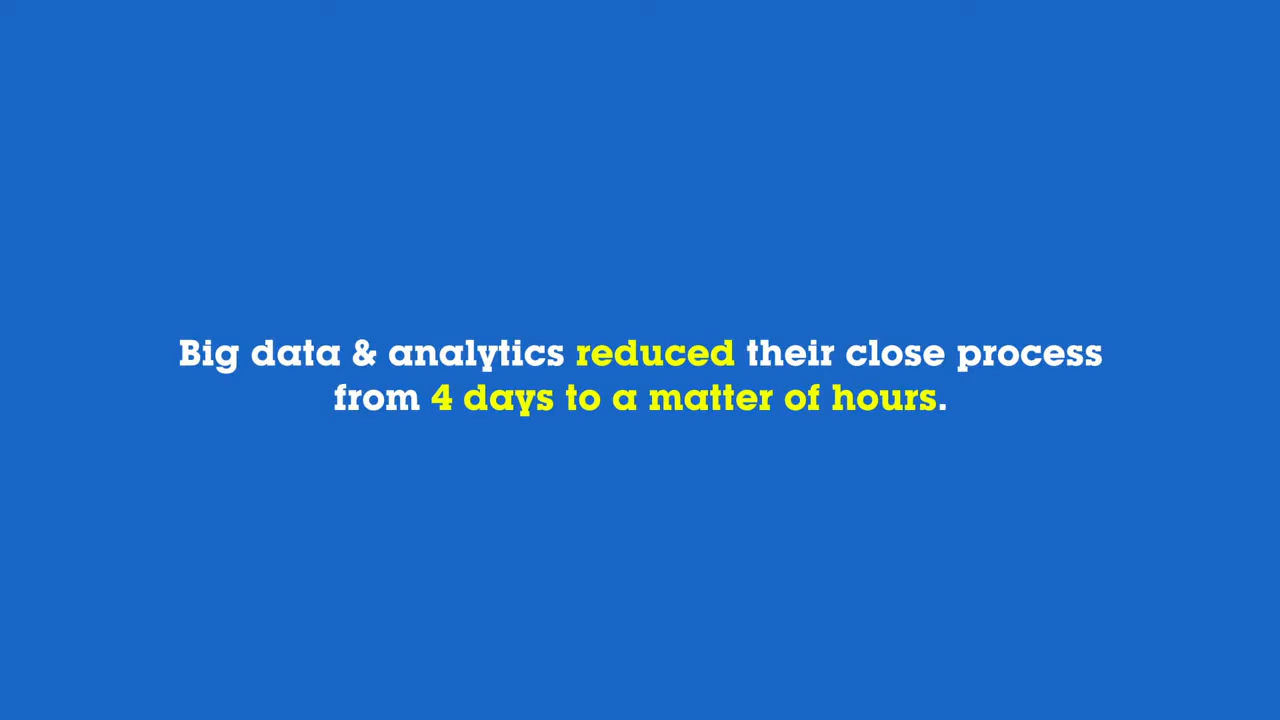 Big data & analytics reduced their close process
from 4 days to a matter of hours.